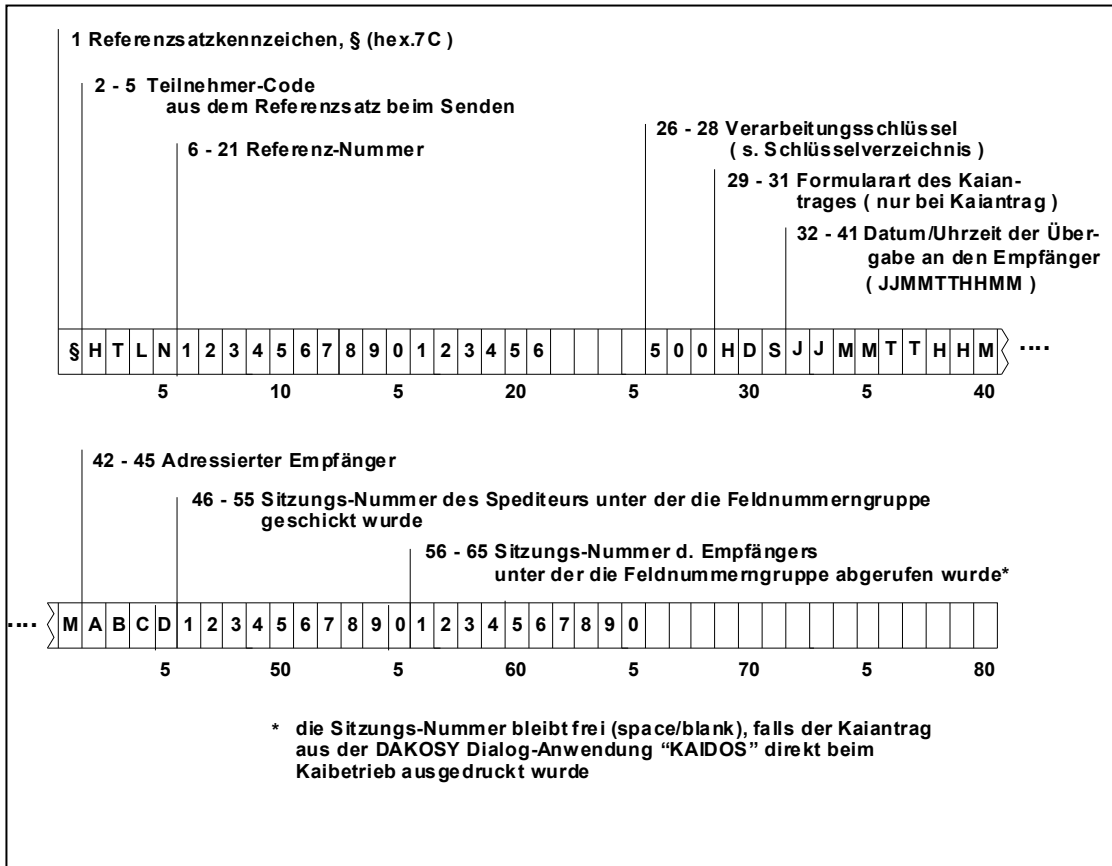 1 Referenzsatzkennzeichen, § (hex.7C )
2 - 5 Teilnehmer-Code
aus dem Referenzsatz beim Senden
6 - 21 Referenz-Nummer
26 - 28 Verarbeitungsschlüssel
( s. Schlüsselverzeichnis )
29 - 31 Formularart des Kaian-
trages ( nur bei Kaiantrag )
32 - 41 Datum/Uhrzeit der Über-
gabe an den Empfänger
( JJMMTTHHMM )
§ H T L N 1 2 3 4 5 6 7 8 9 0 1 2 3 4 5 6 5 0 0 H D S J J M M T T H H M ....
5 10 5 20 5 30 5 40
42 - 45 Adressierter Empfänger
46 - 55 Sitzungs-Nummer des Spediteurs unter der die Feldnummerngruppe
geschickt wurde
56 - 65 Sitzungs-Nummer d. Empfängers
unter der die Feldnummerngruppe abgerufen wurde*
.... M A B C D 1 2 3 4 5 6 7 8 9 0 1 2 3 4 5 6 7 8 9 0
5 50 5 60 5 70 5 80
* die Sitzungs-Nummer bleibt frei (space/blank), falls der Kaiantrag
aus der DAKOSY Dialog-Anwendung “KAIDOS” direkt beim
Kaibetrieb ausgedruckt wurde